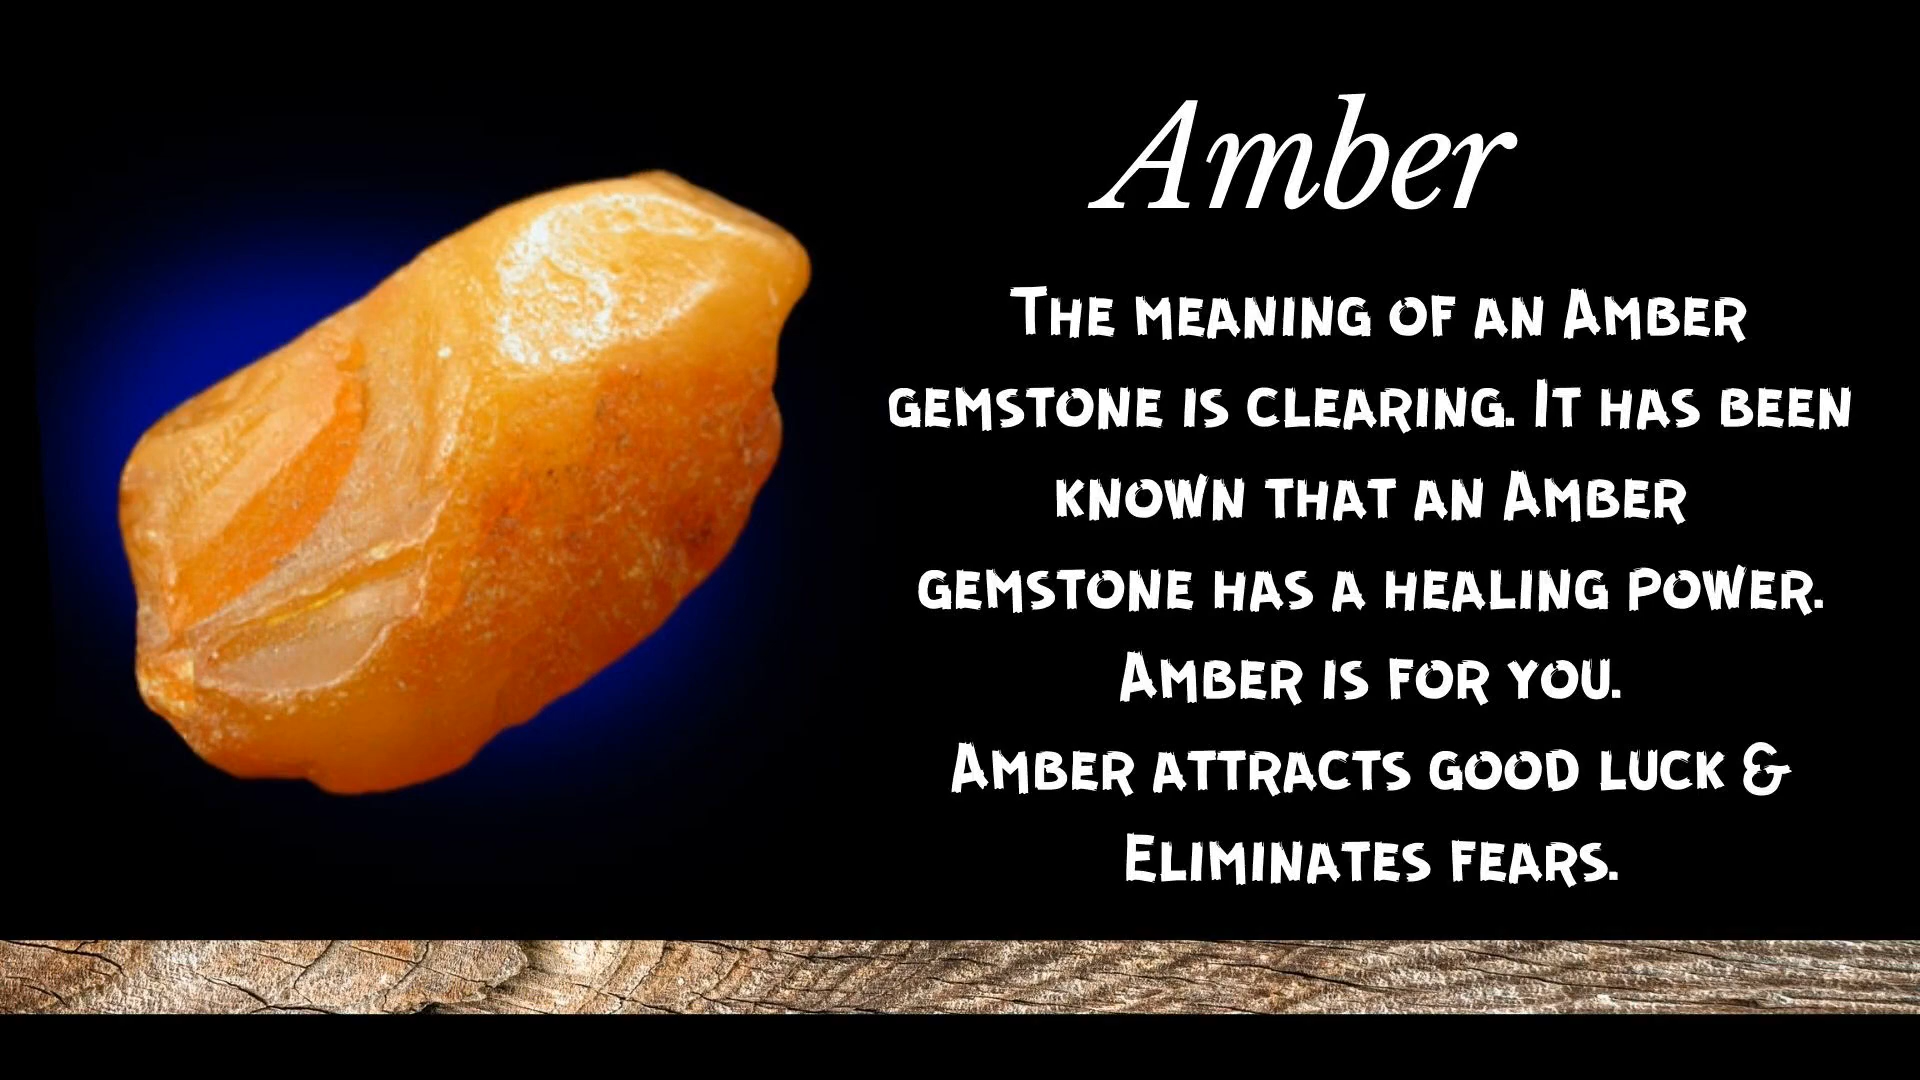 Amber
The meaning of an Amber
gemstone is clearing. It has been
known that an Amber
gemstone has a healing power.
Amber is for you.
Amber attracts good luck &
Eliminates fears.